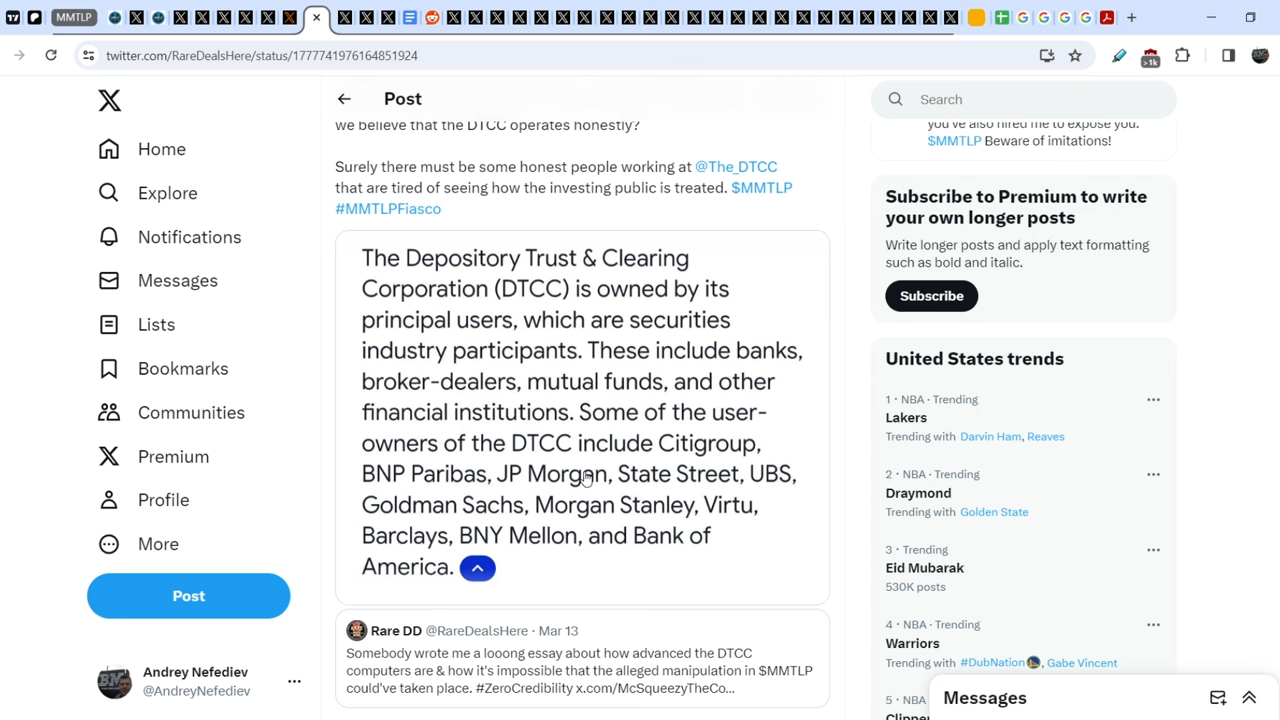 MMTLP
twitter.com/RareDealsHere/status/1777741976164851924
>1k
Home
Explore
Notifications
Messages
Lists
Bookmarks
Communities
Premium
Profile
More
Post
Andrey Nefediev
@AndreyNefediev
Post
we believe that the DTCC operates honestly?
Surely there must be some honest people working at @The_DTCC
that are tired of seeing how the investing public is treated. $MMTLP
#MMTLPFiasco
The Depository Trust & Clearing
Corporation (DTCC) is owned by its
principal users, which are securities
industry participants. These include banks,
broker-dealers, mutual funds, and other
financial institutions. Some of the user-
owners of the DTCC include Citigroup,
BNP Paribas, JP Morgan, State Street, UBS,
Goldman Sachs, Morgan Stanley, Virtu,
Barclays, BNY Mellon, and Bank of
America.
Rare DD @RareDealsHere · Mar 13
Somebody wrote me a looong essay about how advanced the DTCC
computers are & how it's impossible that the alleged manipulation in $MMTLP
could've taken place. #ZeroCredibility x.com/McSqueezyTheCo...
Search
you've also hired me to expose you.
$MMTLP Beware of imitations!
Subscribe to Premium to write
your own longer posts
Write longer posts and apply text formatting
such as bold and italic.
Subscribe
United States trends
1 · NBA · Trending
Lakers
Trending with Darvin Ham, Reaves
2 · NBA · Trending
Draymond
Trending with Golden State
3 · Trending
Eid Mubarak
530K posts
4 · NBA · Trending
Warriors
Trending with #DubNation, Gabe Vincent
5 · NBA
Clippers
Messages